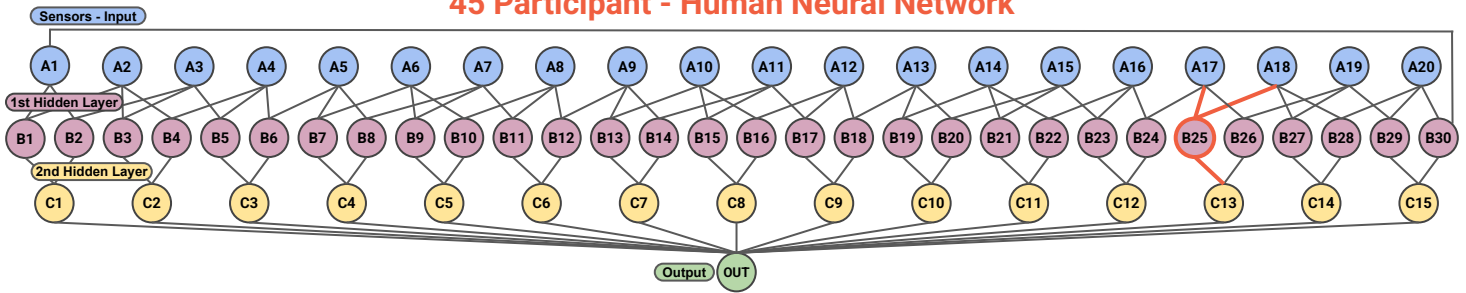 45 Participant - Human Neural Network
Sensors - Input
A1 A2 A3 A4 A5 A6 A7 A8 A9 A10 A11 A12 A13 A14 A15 A16 A17 A18 A19 A20
1st Hidden Layer
B1 B2 B3 B4 B5 B6 B7 B8 B9 B10 B11 B12 B13 B14 B15 B16 B17 B18 B19 B20 B21 B22 B23 B24 B25 B26 B27 B28 B29 B30
2nd Hidden Layer
C1 C2 C3 C4 C5 C6 C7 C8 C9 C10 C11 C12 C13 C14 C15
Output OUT